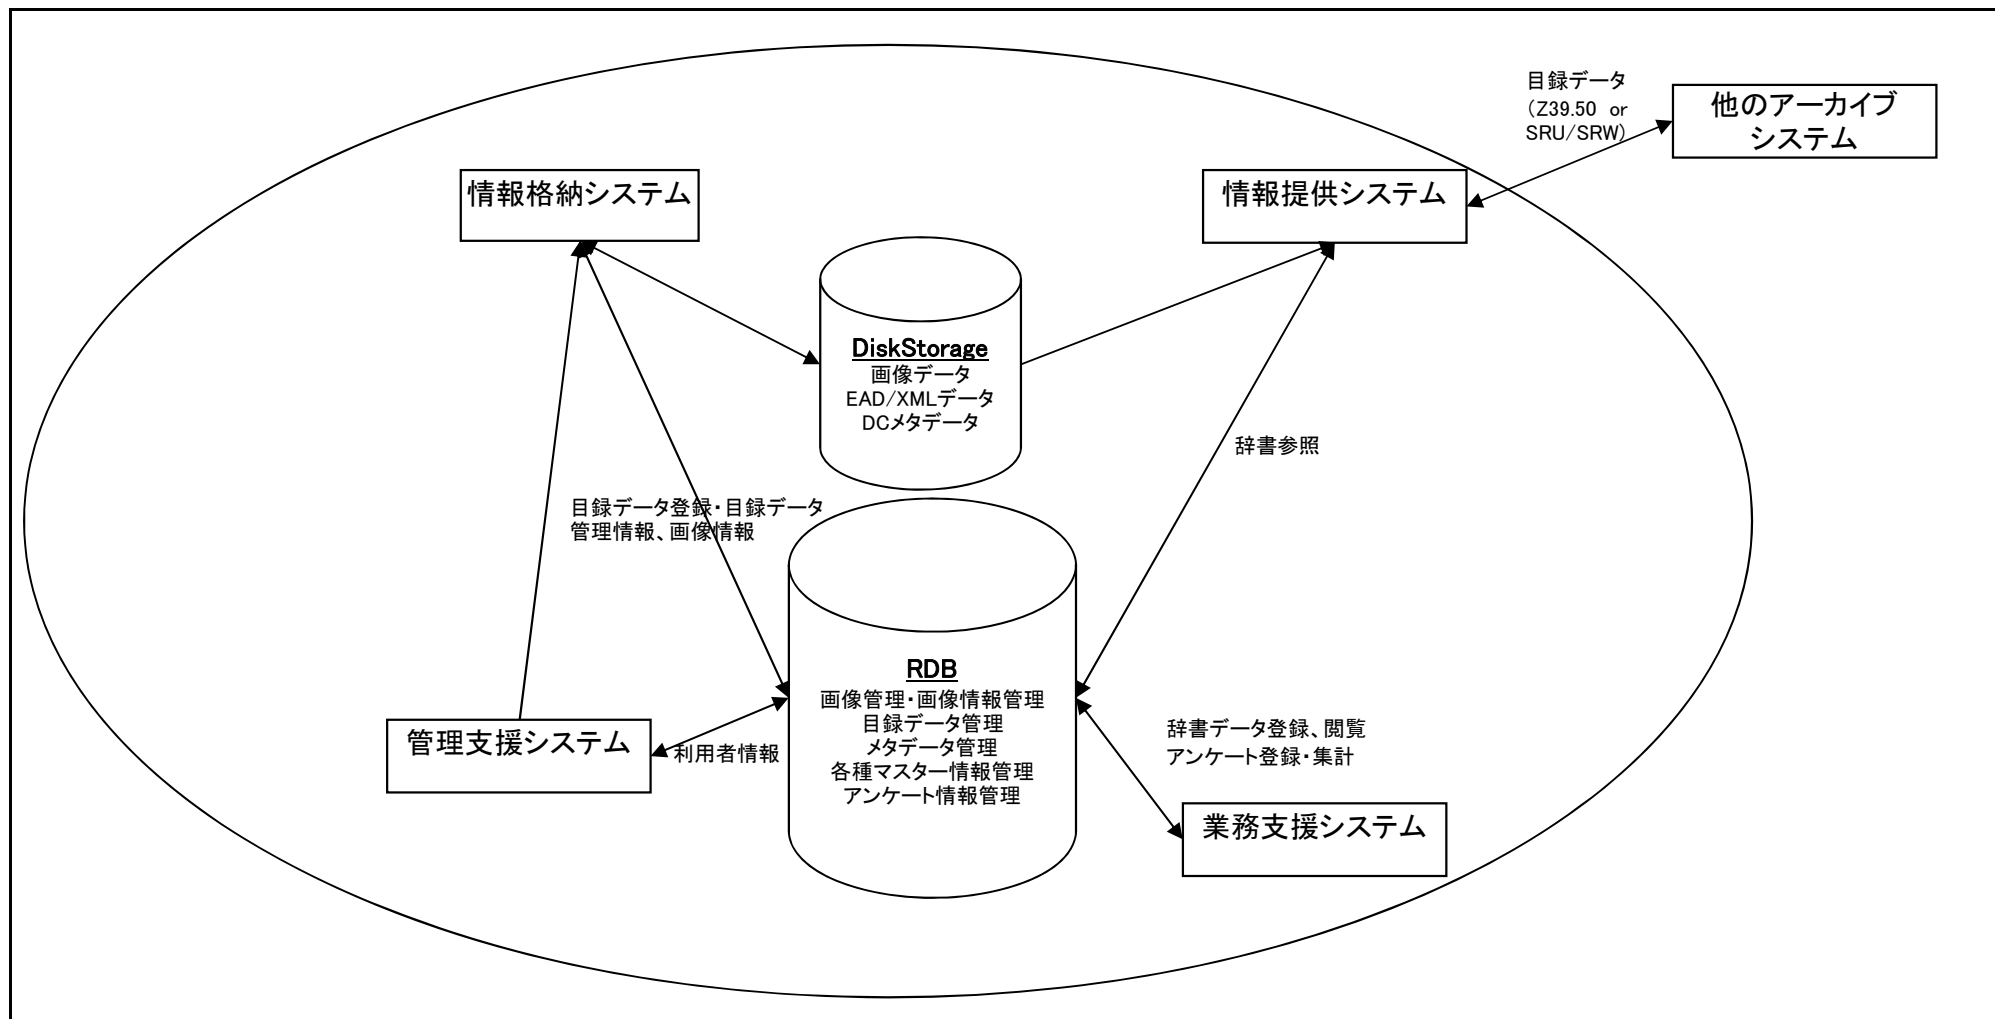 目録データ
（Z39.50 or
SRU/SRW）
他のアーカイブ
システム
情報格納システム
情報提供システム
DiskStorage
画像データ
EAD/XMLデータ
DCメタデータ
辞書参照
目録データ登録・目録データ
管理情報、画像情報
RDB
画像管理・画像情報管理
目録データ管理
メタデータ管理
各種マスター情報管理
アンケート情報管理
管理支援システム
利用者情報
辞書データ登録、閲覧
アンケート登録・集計
業務支援システム